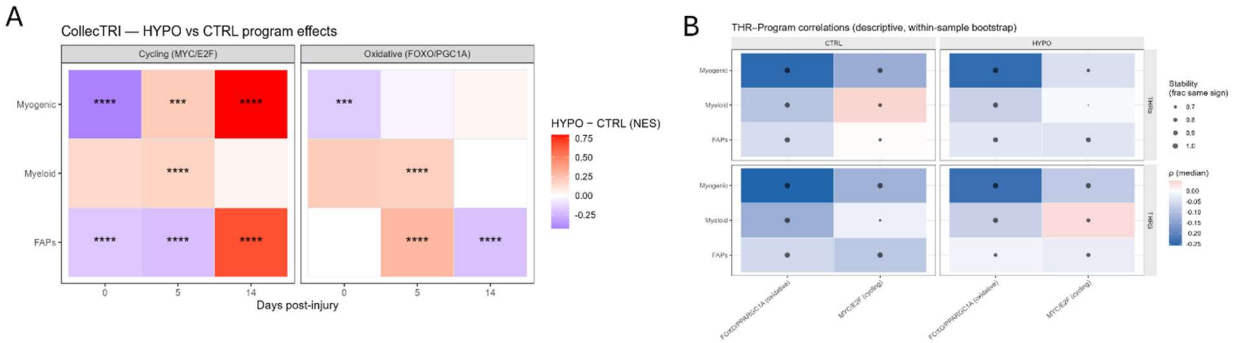 A
CollecTRI — HYPO vs CTRL program effects
Cycling (MYC/E2F)
Oxidative (FOXO/PGC1A)
Myogenic
**** *** **** ***
Myeloid
**** ****
FAPs
**** **** **** **** ****
0 5 14 0 5 14
Days post-injury
HYPO − CTRL (NES)
0.75
0.50
0.25
0.00
-0.25
B
THR–Program correlations (descriptive, within-sample bootstrap)
CTRL
HYPO
Myogenic
Myeloid
FAPs
Myogenic
Myeloid
FAPs
FOXO/PPARGC1A (oxidative)
MYC/E2F (cycling)
FOXO/PPARGC1A (oxidative)
MYC/E2F (cycling)
Stability
(frac same sign)
0.7
0.8
0.9
1.0
ρ (median)
0.00
-0.05
-0.10
-0.15
-0.20
-0.25